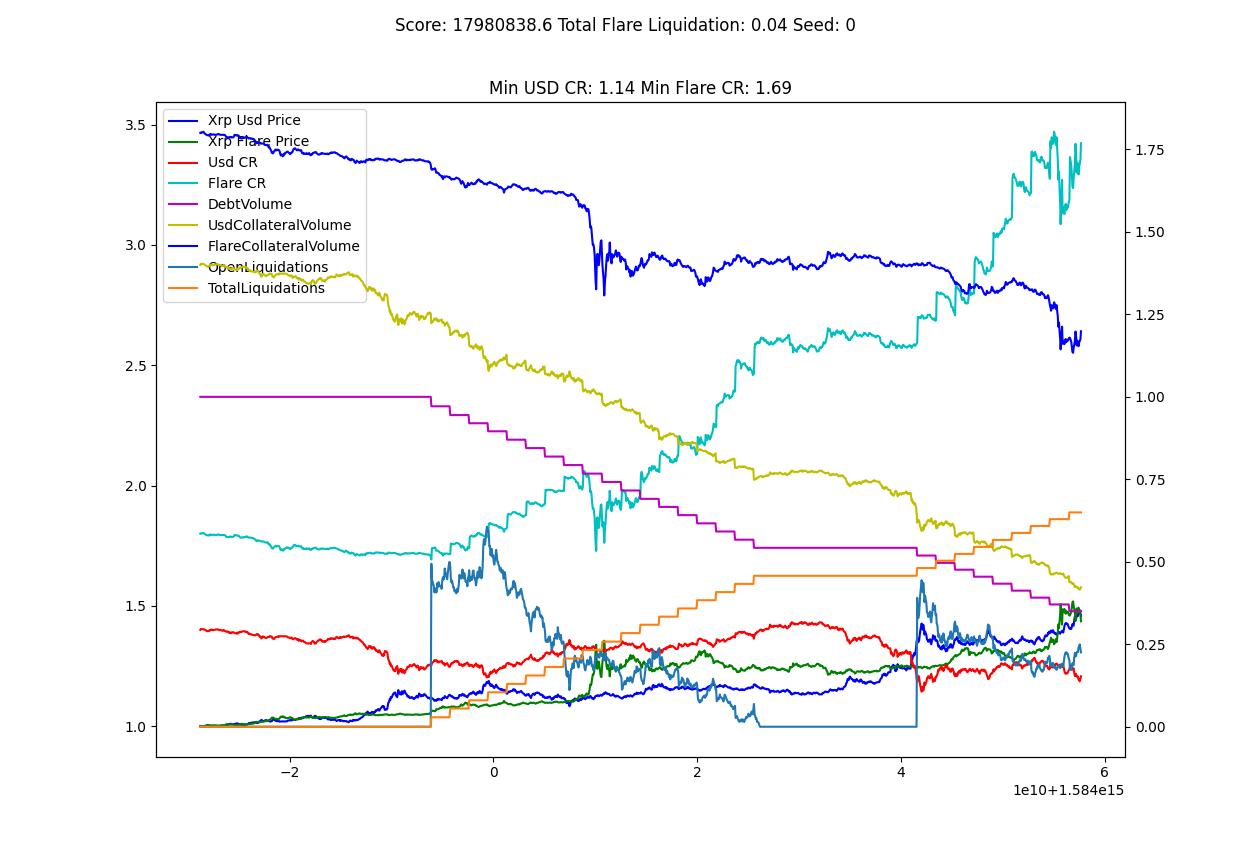 Score: 17980838.6 Total Flare Liquidation: 0.04 Seed: 0
Min USD CR: 1.14 Min Flare CR: 1.69
Xrp Usd Price
Xrp Flare Price
Usd CR
Flare CR
DebtVolume
UsdCollateralVolume
FlareCollateralVolume
OpenLiquidations
TotalLiquidations
3.5
3.0
2.5
2.0
1.5
1.0
1.75
1.50
1.25
1.00
0.75
0.50
0.25
0.00
−2
0
2
4
6
1e10+1.584e15